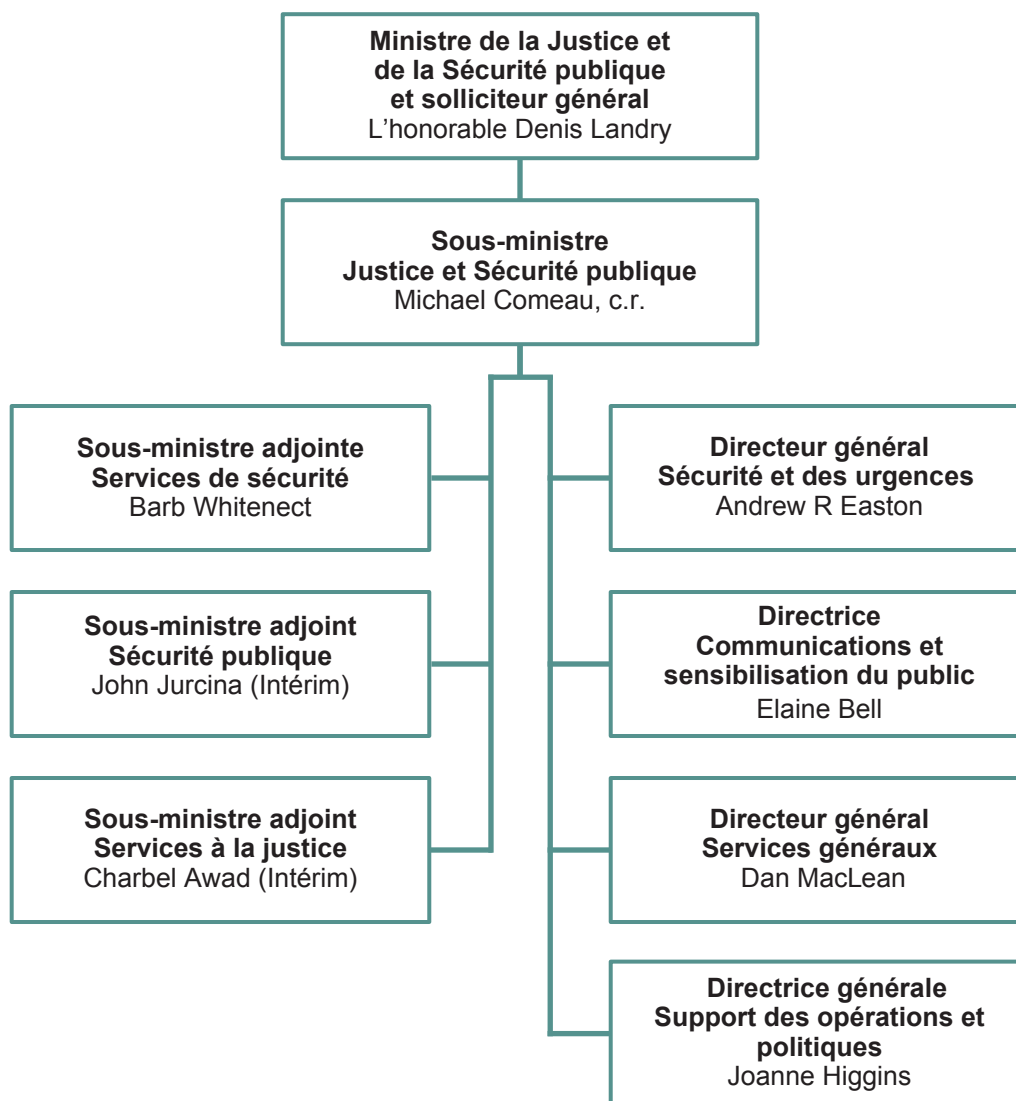 Ministre de la Justice et
de la Sécurité publique
et solliciteur général
L'honorable Denis Landry
Sous-ministre
Justice et Sécurité publique
Michael Comeau, c.r.
Sous-ministre adjointe
Services de sécurité
Barb Whitenect
Directeur général
Sécurité et des urgences
Andrew R Easton
Sous-ministre adjoint
Sécurité publique
John Jurcina (Intérim)
Directrice
Communications et
sensibilisation du public
Elaine Bell
Sous-ministre adjoint
Services à la justice
Charbel Awad (Intérim)
Directeur général
Services généraux
Dan MacLean
Directrice générale
Support des opérations et
politiques
Joanne Higgins